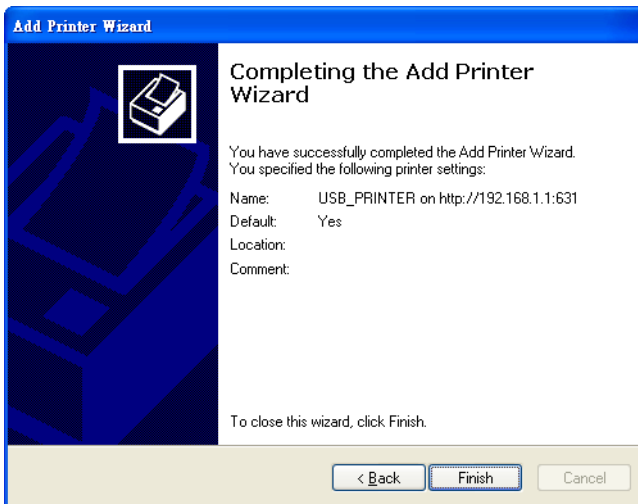 Add Printer Wizard
Completing the Add Printer
Wizard
You have successfully completed the Add Printer Wizard.
You specified the following printer settings:
Name: USB_PRINTER on http://192.168.1.1:631
Default: Yes
Location:
Comment:
To close this wizard, click Finish.
< Back Finish Cancel